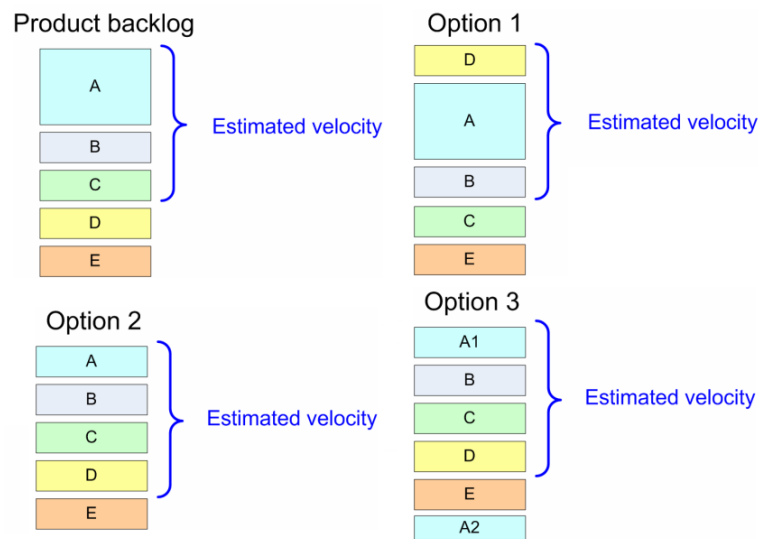 Product backlog
A
B
C
D
E
Estimated velocity
Option 1
D
A
B
C
E
Estimated velocity
Option 2
A
B
C
D
E
Estimated velocity
Option 3
A1
B
C
D
E
A2
Estimated velocity